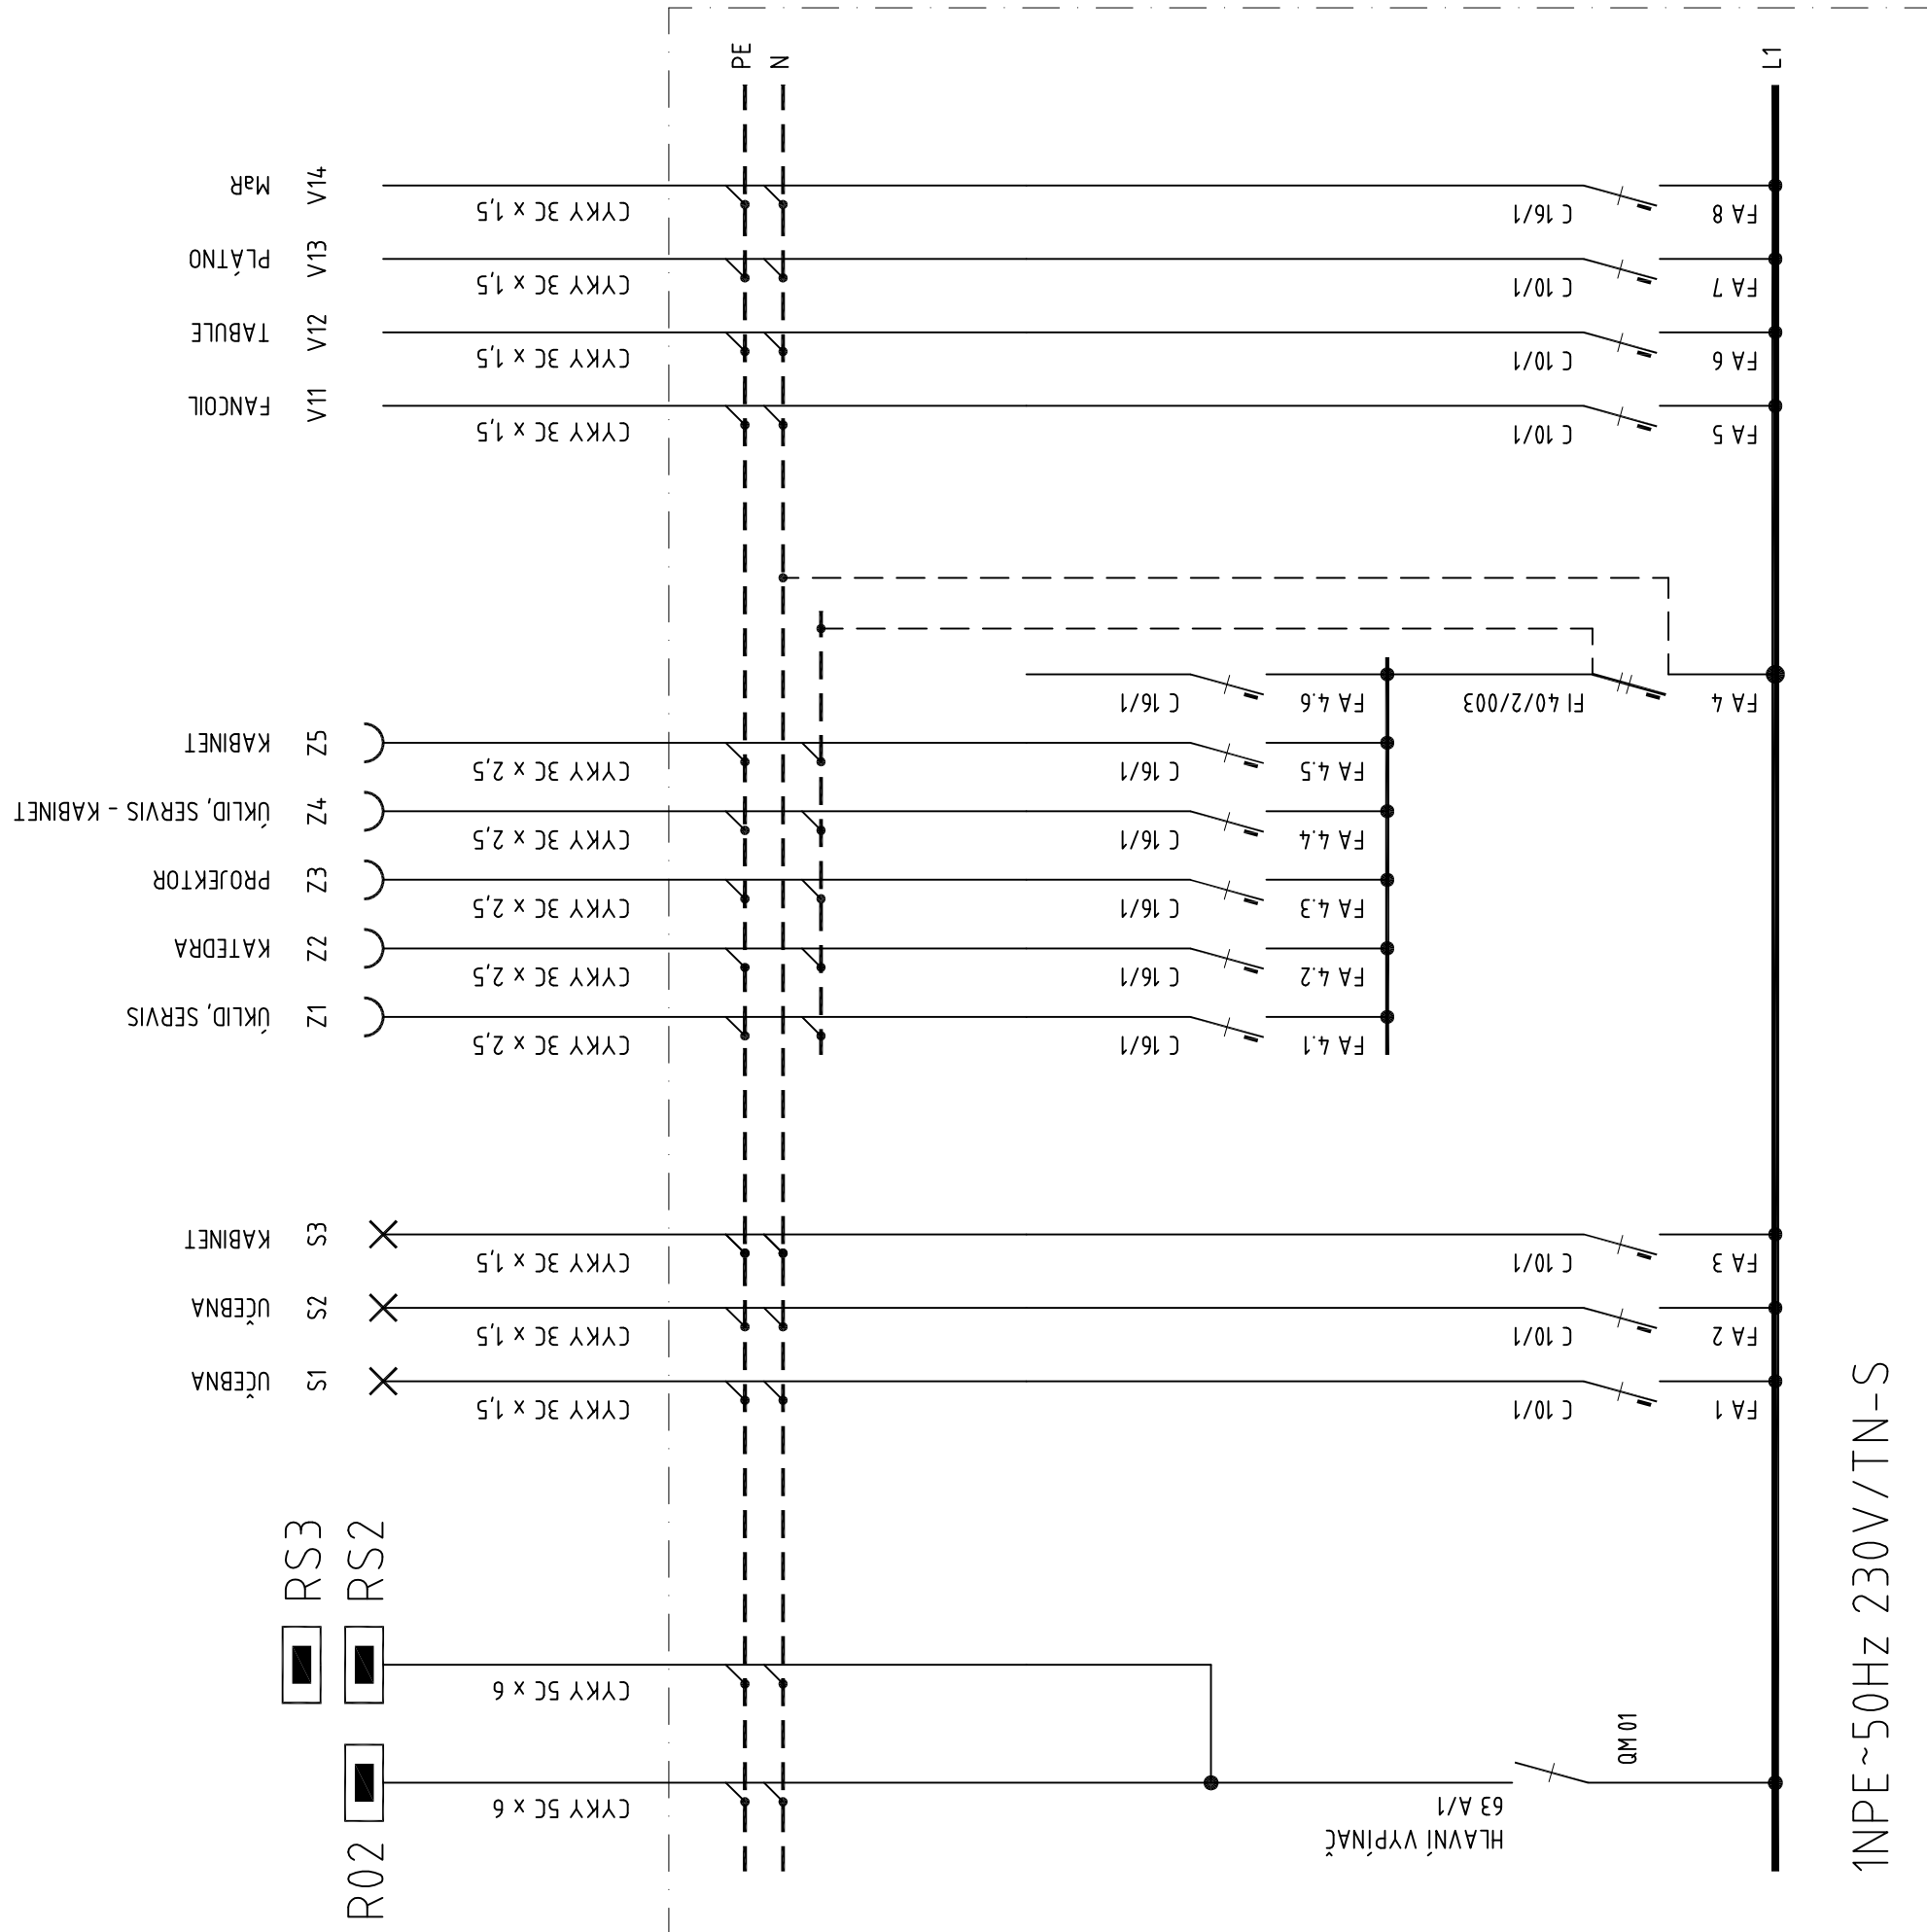 PE
N
L1
MaR
V14
CYKY 3C x 1,5
C 16/1
FA 8
PLÁTNO
V13
CYKY 3C x 1,5
C 10/1
FA 7
TABULE
V12
CYKY 3C x 1,5
C 10/1
FA 6
FANCOIL
V11
CYKY 3C x 1,5
C 10/1
FA 5
C 16/1
FA 4.6
FI 40/2/003
FA 4
KABINET
Z5
CYKY 3C x 2,5
C 16/1
FA 4.5
ÚKLID, SERVIS - KABINET
Z4
CYKY 3C x 2,5
C 16/1
FA 4.4
PROJEKTOR
Z3
CYKY 3C x 2,5
C 16/1
FA 4.3
KATEDRA
Z2
CYKY 3C x 2,5
C 16/1
FA 4.2
ÚKLID, SERVIS
Z1
CYKY 3C x 2,5
C 16/1
FA 4.1
KABINET
S3
CYKY 3C x 1,5
C 10/1
FA 3
UČEBNA
S2
CYKY 3C x 1,5
C 10/1
FA 2
UČEBNA
S1
CYKY 3C x 1,5
C 10/1
FA 1
RS3
RS2
CYKY 5C x 6
R02
CYKY 5C x 6
QM 01
63 A/1
HLAVNÍ VYPÍNAČ
1NPE~50Hz 230V/TN-S